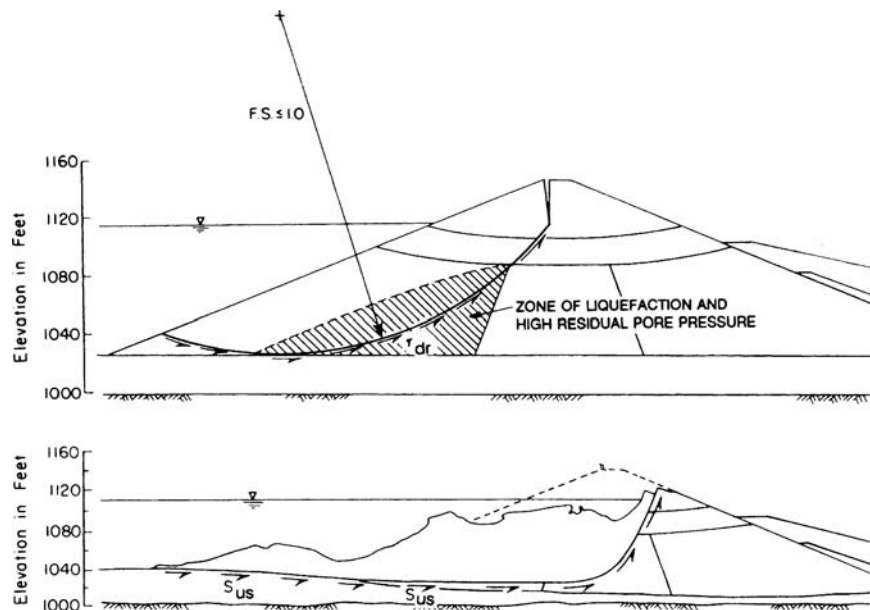 F.S.≤1.0
Elevation in Feet
1160
1120
1080
1040
1000
ZONE OF LIQUEFACTION AND
HIGH RESIDUAL PORE PRESSURE
τdr
Elevation in Feet
1160
1120
1080
1040
1000
Sus
Sus